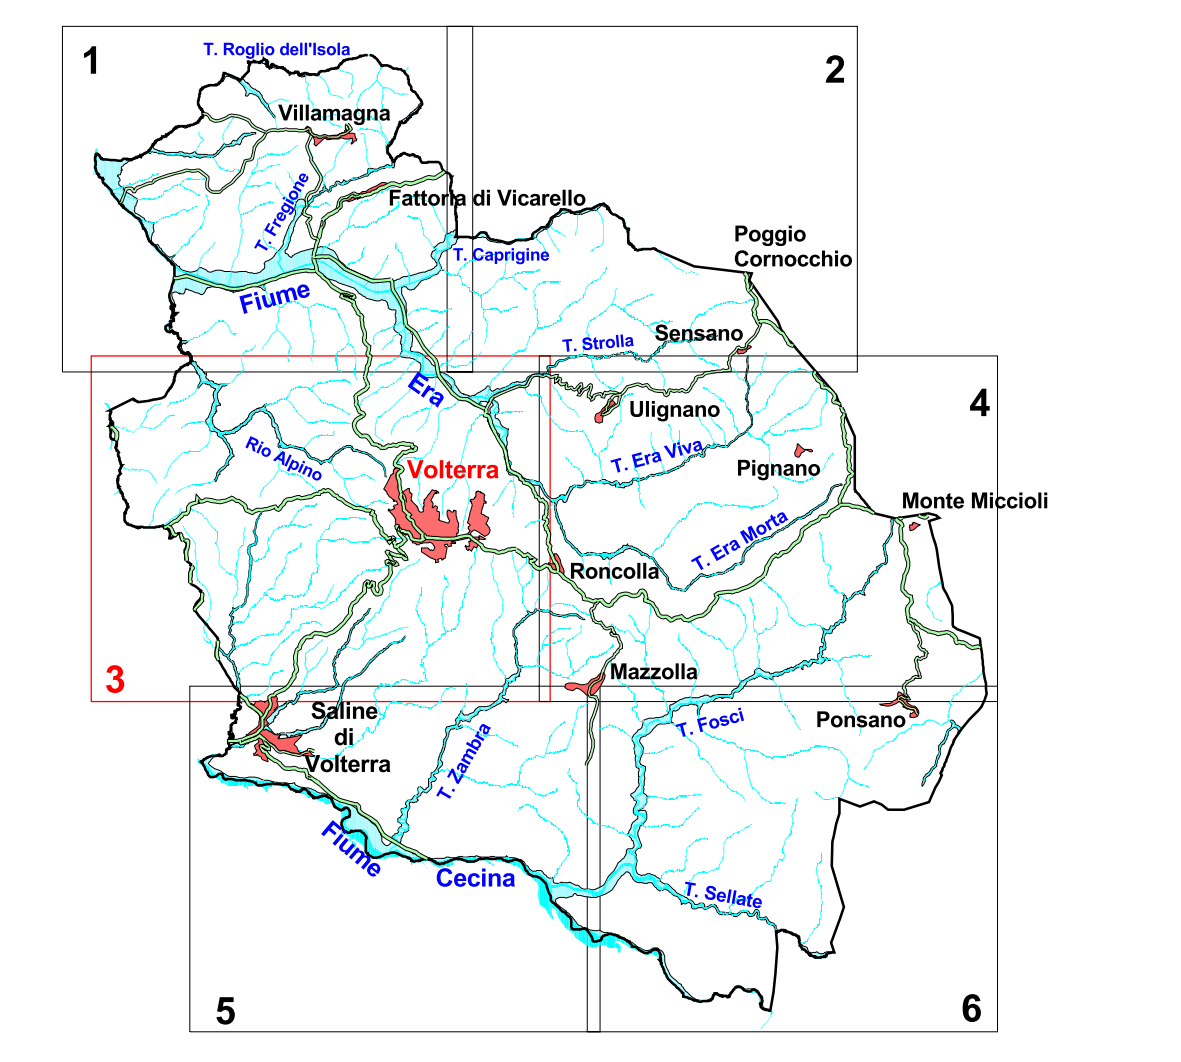 T. Roglio dell'Isola
1
2
Villamagna
T. Fregione
Fattoria di Vicarello
Poggio
Cornocchio
T. Caprigine
Fiume
Sensano
T. Strolla
Era
4
Ulignano
Rio Alpino
T. Era Viva
Volterra
Pignano
Monte Miccioli
T. Era Morta
Roncolla
3
Mazzolla
Saline
di
Volterra
T. Fosci
Ponsano
T. Zambra
Fiume
Cecina
T. Sellate
5
6